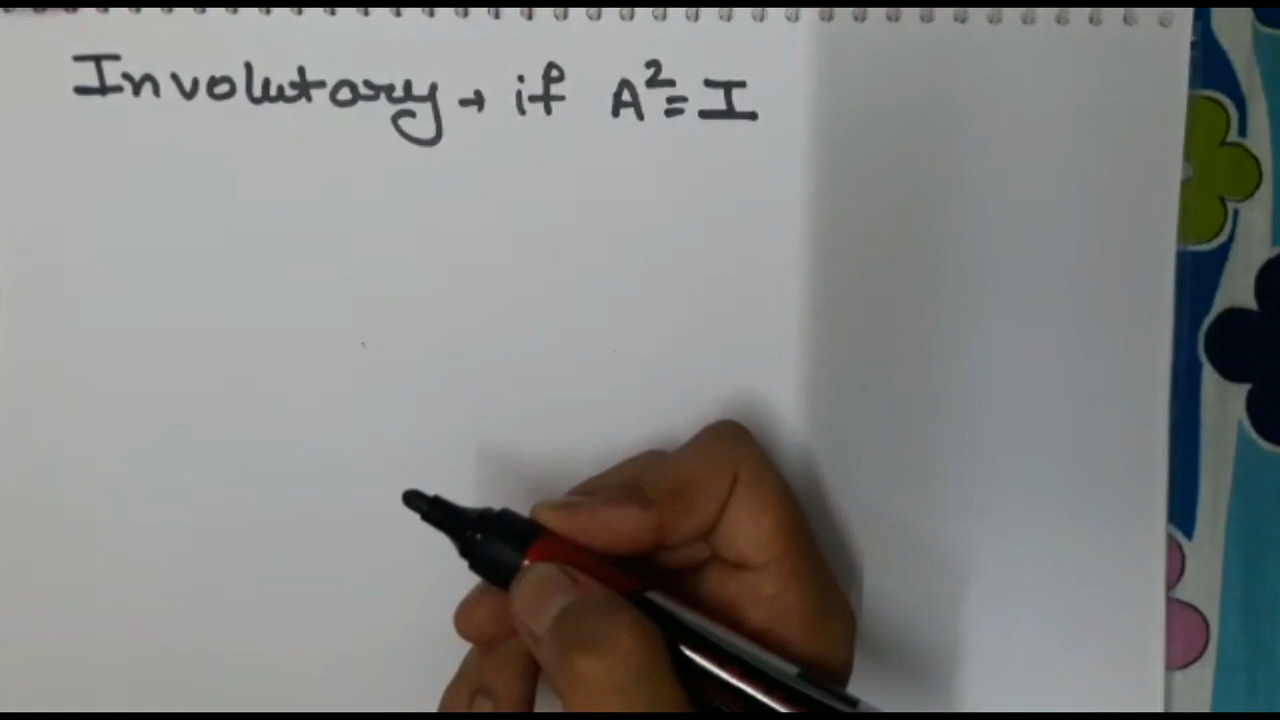 Involutory → if A²=I